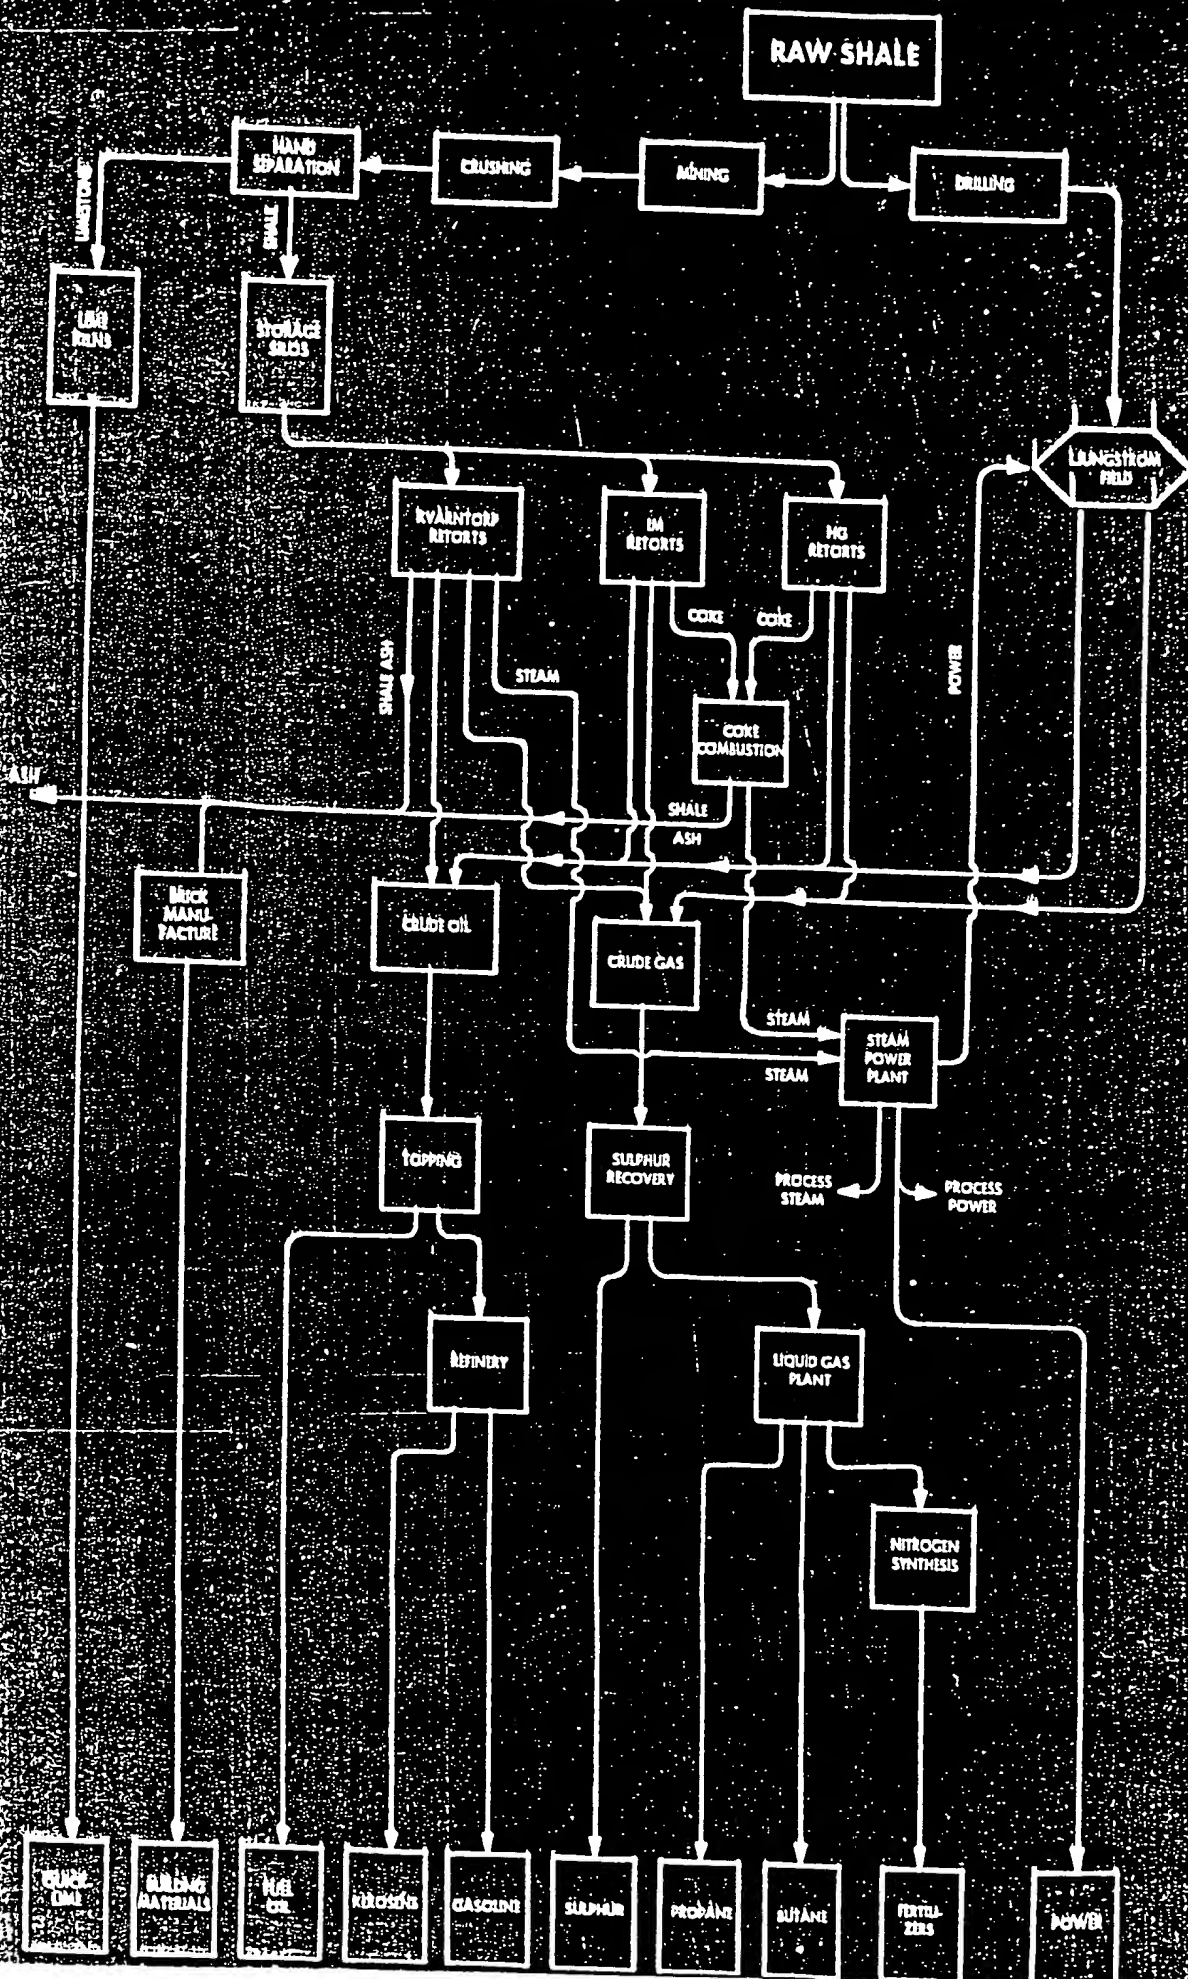 RAW SHALE
HAND
SEPARATION
CRUSHING
MINING
DRILLING
LIMESTONE
SHALE
LIME
KILNS
STORAGE
SILOS
LJUNGSTROM
FIELD
KVARNTORP
RETORTS
IM
RETORTS
HG
RETORTS
COKE
COKE
SHALE ASH
STEAM
POWER
COKE
COMBUSTION
ASH
SHALE
ASH
BRICK
MANU-
FACTURE
CRUDE OIL
CRUDE GAS
STEAM
STEAM
STEAM
POWER
PLANT
TOPPING
SULPHUR
RECOVERY
PROCESS
STEAM
PROCESS
POWER
REFINERY
LIQUID GAS
PLANT
NITROGEN
SYNTHESIS
QUICK-
LIME
BUILDING
MATERIALS
FUEL
OIL
KEROSENE
GASOLINE
SULPHUR
PROPANE
BUTANE
FERTILI-
ZERS
POWER